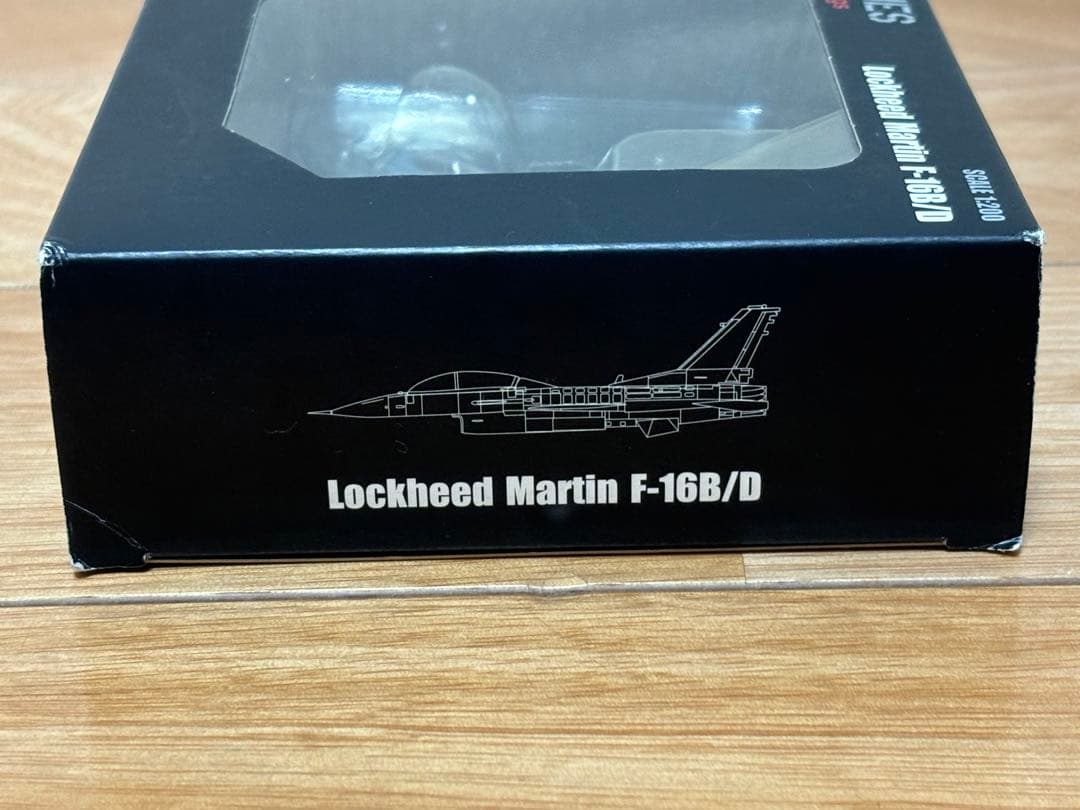 Lockheed Martin F-16B/D
SCALE 1:200
Lockheed Martin F-16B/D